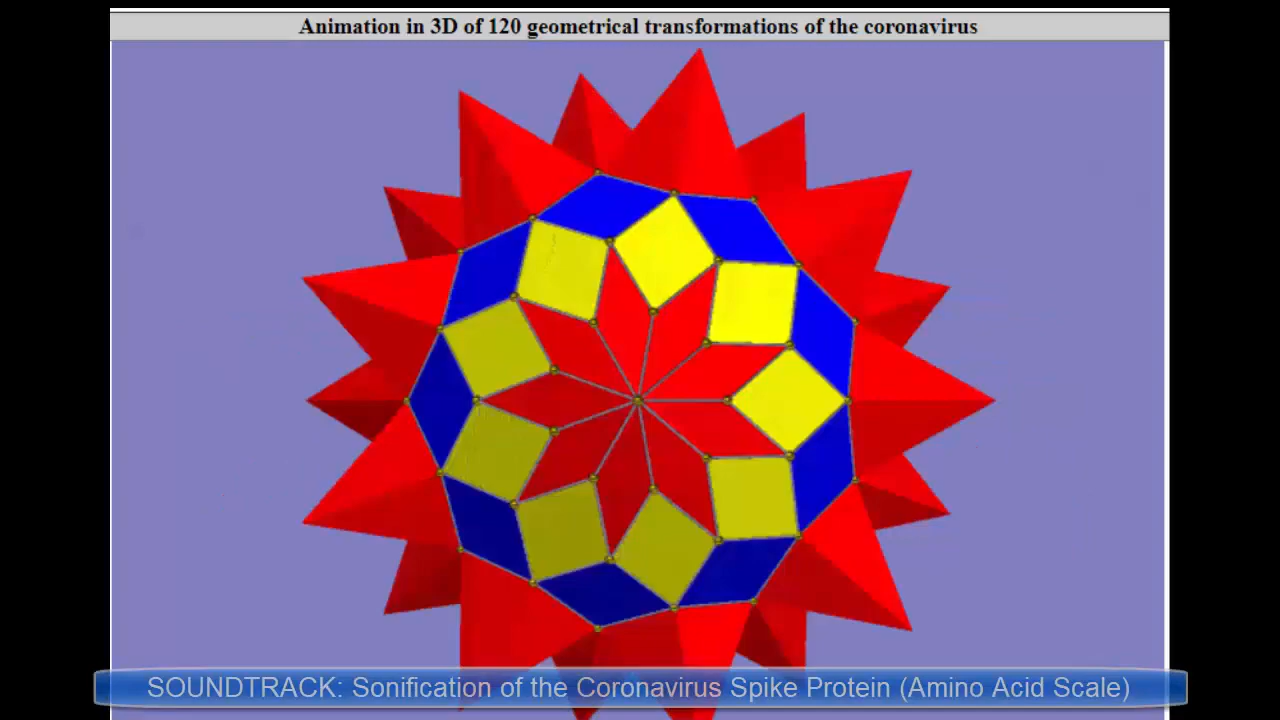 Animation in 3D of 120 geometrical transformations of the coronavirus
SOUNDTRACK: Sonification of the Coronavirus Spike Protein (Amino Acid Scale)